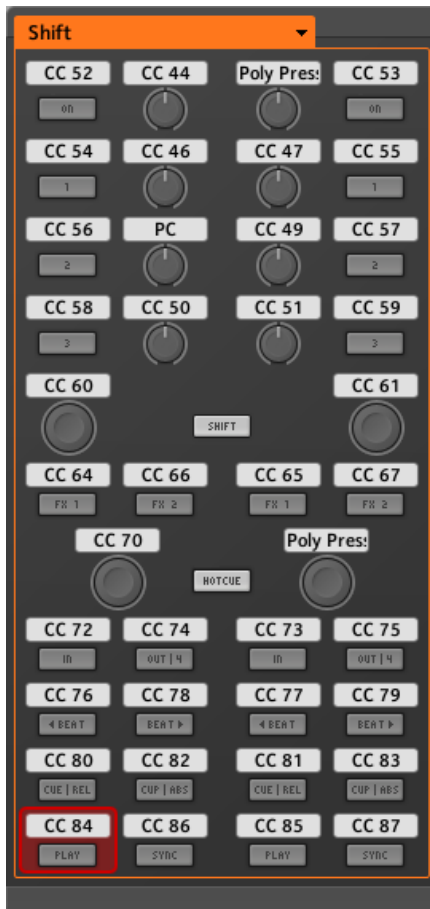 Shift
CC 52 CC 44 Poly Press CC 53
ON ON
CC 54 CC 46 CC 47 CC 55
1 1
CC 56 PC CC 49 CC 57
2 2
CC 58 CC 50 CC 51 CC 59
3 3
CC 60 CC 61
SHIFT
CC 64 CC 66 CC 65 CC 67
FX 1 FX 2 FX 1 FX 2
CC 70 Poly Press
HOTCUE
CC 72 CC 74 CC 73 CC 75
IN OUT | 4 IN OUT | 4
CC 76 CC 78 CC 77 CC 79
◀ BEAT BEAT ▶ ◀ BEAT BEAT ▶
CC 80 CC 82 CC 81 CC 83
CUE | REL CUP | ABS CUE | REL CUP | ABS
CC 84 CC 86 CC 85 CC 87
PLAY SYNC PLAY SYNC